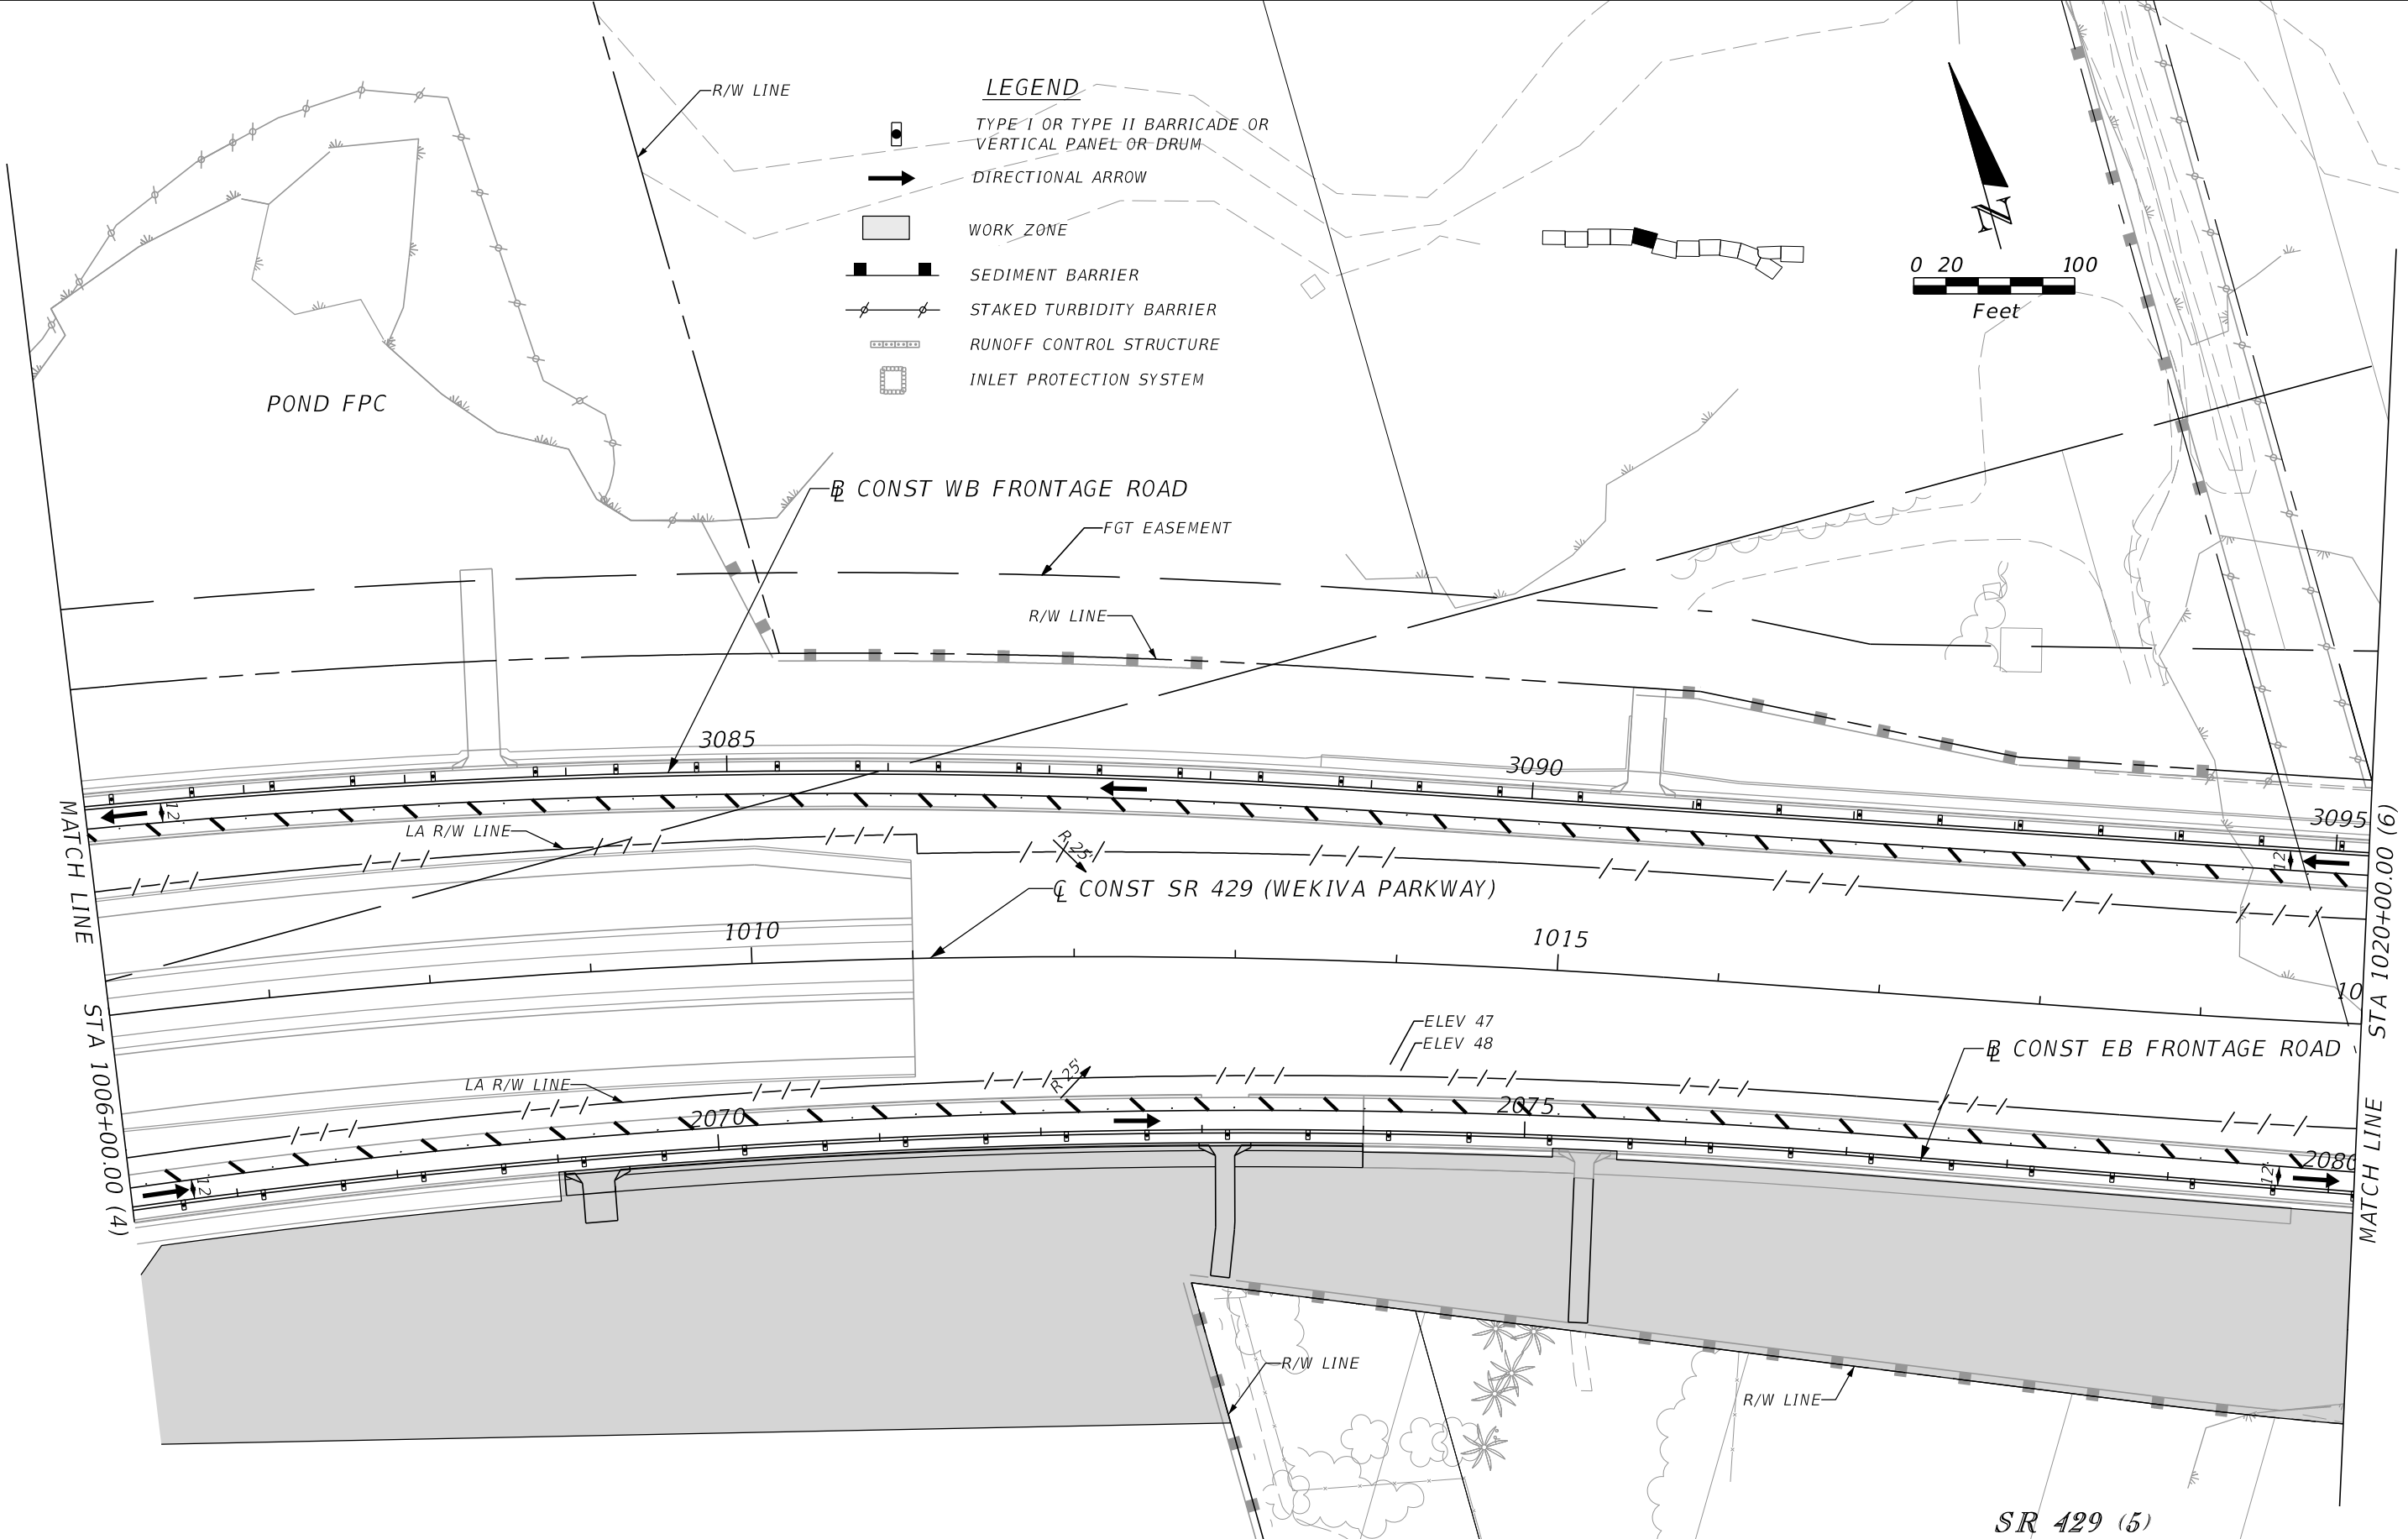 R/W LINE
LEGEND
TYPE I OR TYPE II BARRICADE OR
VERTICAL PANEL OR DRUM
DIRECTIONAL ARROW
WORK ZONE
SEDIMENT BARRIER
STAKED TURBIDITY BARRIER
RUNOFF CONTROL STRUCTURE
INLET PROTECTION SYSTEM
N
0 20 100
Feet
POND FPC
BL CONST WB FRONTAGE ROAD
FGT EASEMENT
R/W LINE
3085
3090
3095
MATCH LINE STA 1006+00.00 (4)
12
LA R/W LINE
R 25'
12
CL CONST SR 429 (WEKIVA PARKWAY)
1010
1015
10
ELEV 47
ELEV 48
BL CONST EB FRONTAGE ROAD
LA R/W LINE
R 25'
2070
2075
2080
12
12
MATCH LINE STA 1020+00.00 (6)
R/W LINE
R/W LINE
SR 429 (5)